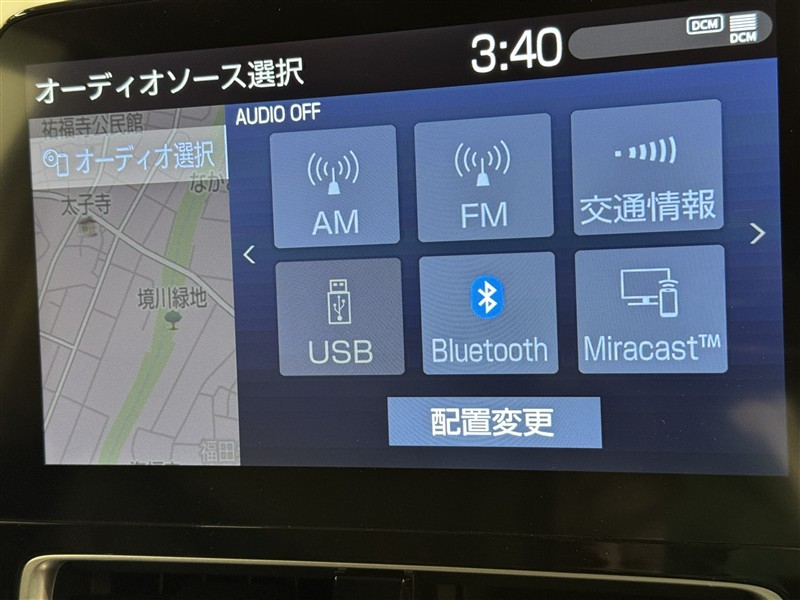 オーディオソース選択
3:40
DCM
DCM
祐福寺公民館
AUDIO OFF
オーディオ選択
なか
太子寺
境川緑地
福田
AM
FM
交通情報
USB
Bluetooth
Miracast™
配置変更